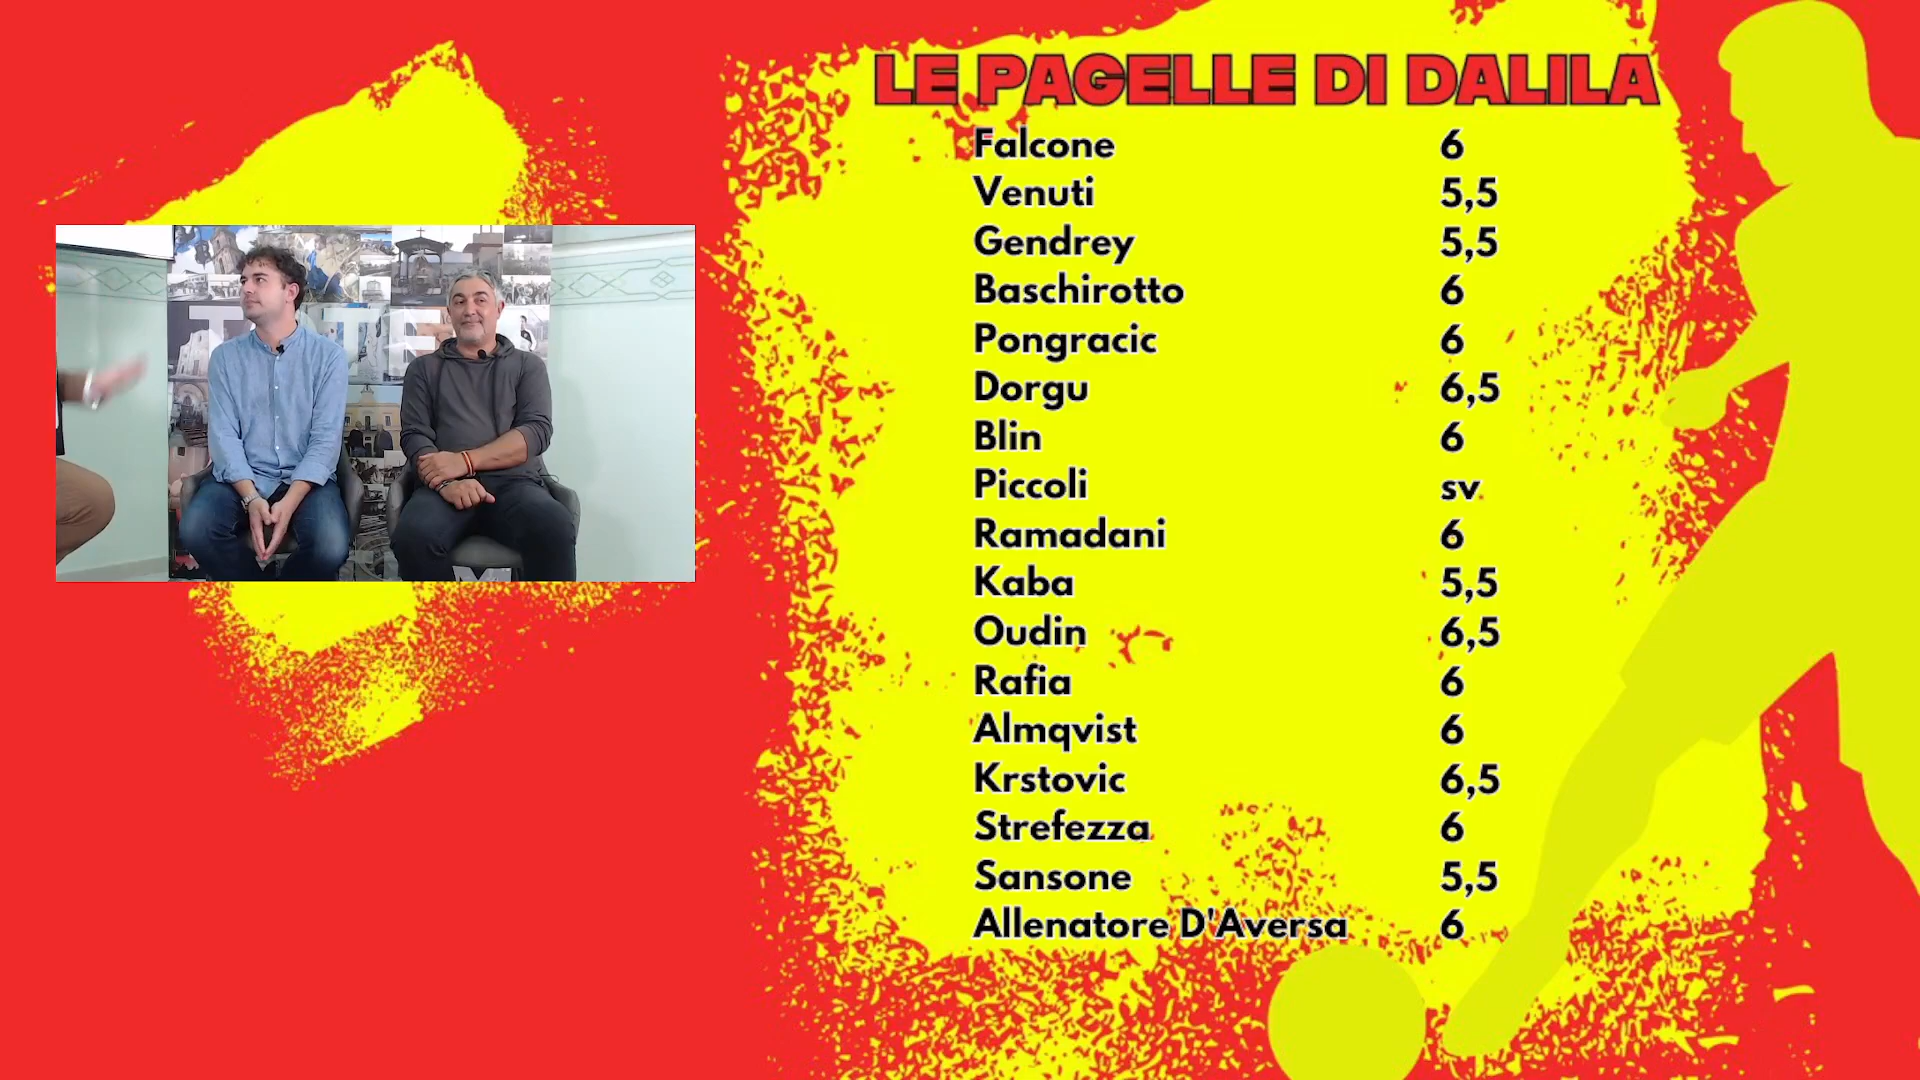 LE PAGELLE DI DALILA
Falcone 6
Venuti 5,5
Gendrey 5,5
Baschirotto 6
Pongracic 6
Dorgu 6,5
Blin 6
Piccoli sv
Ramadani 6
Kaba 5,5
Oudin 6,5
Rafia 6
Almqvist 6
Krstovic 6,5
Strefezza 6
Sansone 5,5
Allenatore D'Aversa 6